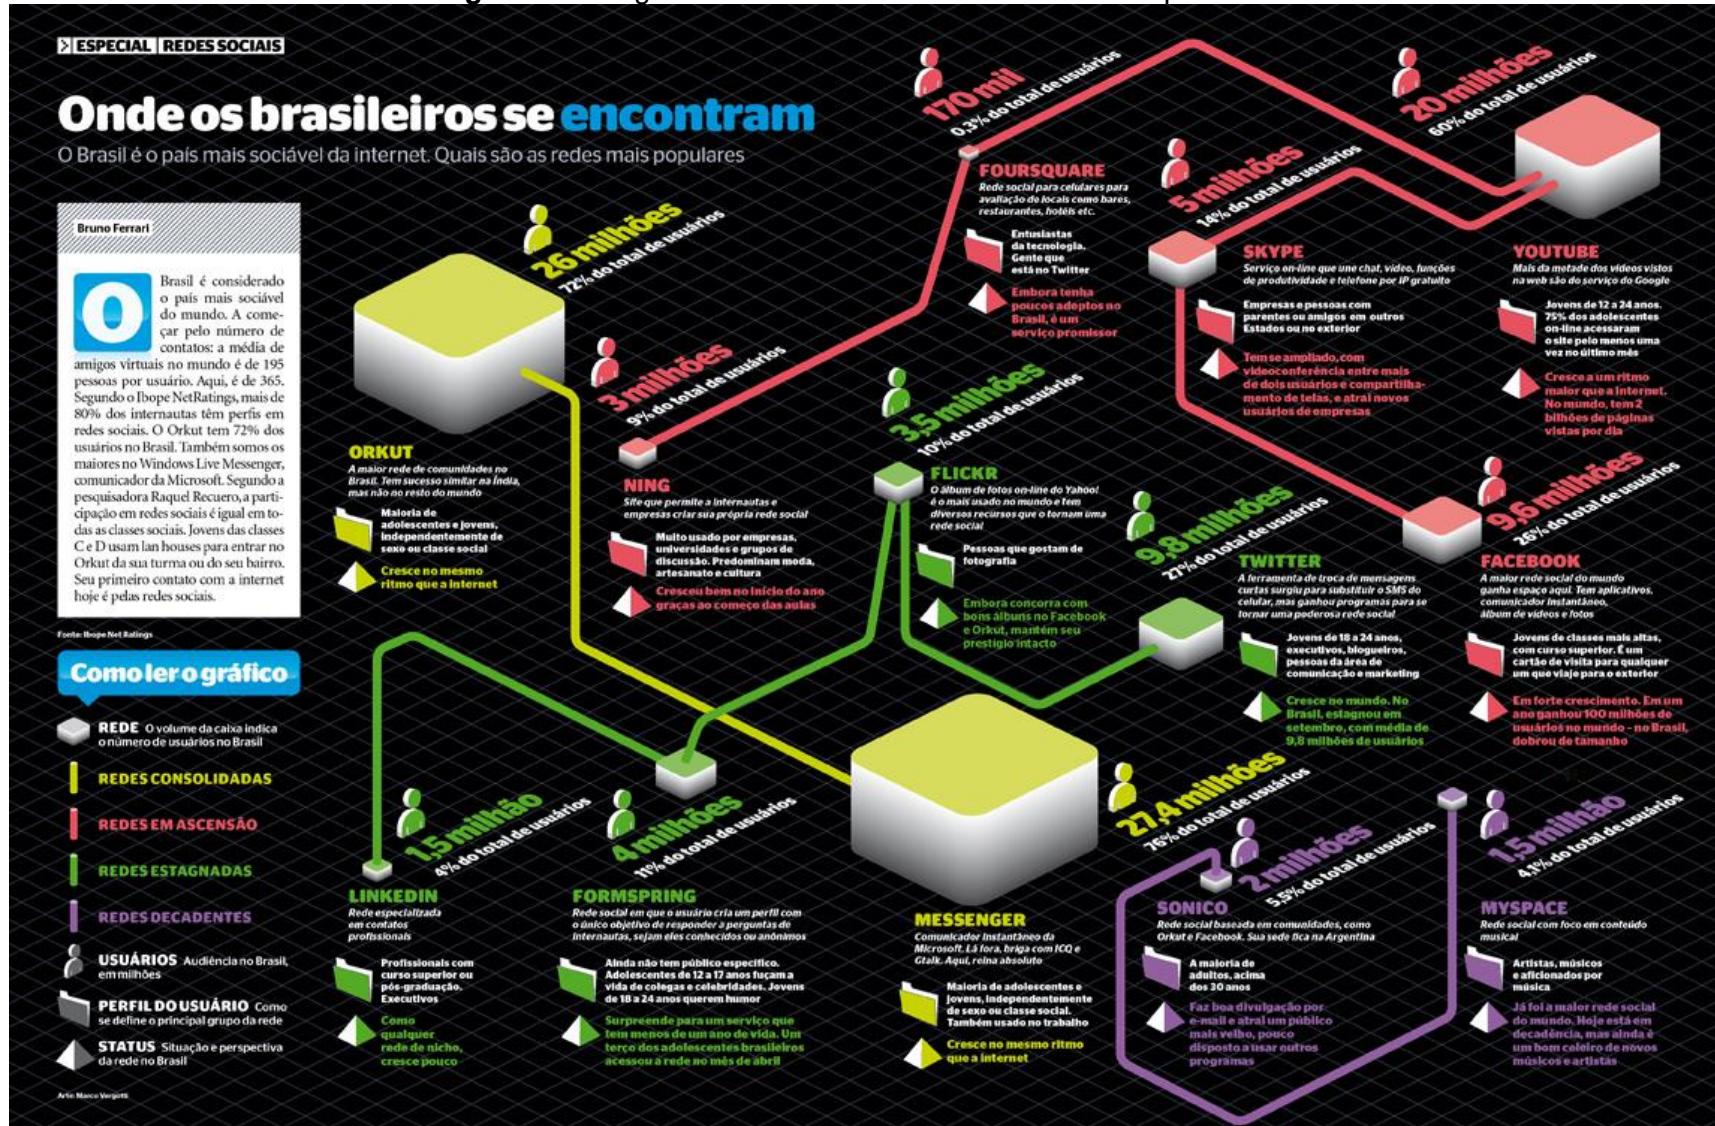 ESPECIAL REDES SOCIAIS
Onde os brasileiros se encontram
O Brasil é o país mais sociável da internet. Quais são as redes mais populares
Bruno Ferrari
O Brasil é considerado
o país mais sociável
do mundo. A come-
çar pelo número de
contatos: a média de
amigos virtuais no mundo é de 195
pessoas por usuário. Aqui, é de 365.
Segundo o Ibope NetRatings, mais de
80% dos internautas têm perfis em
redes sociais. O Orkut tem 72% dos
usuários no Brasil. Também somos os
maiores no Windows Live Messenger,
comunicador da Microsoft. Segundo a
pesquisadora Raquel Recuero, a parti-
cipação em redes sociais é igual em to-
das as classes sociais. Jovens das classes
C e D usam lan houses para entrar no
Orkut da sua turma ou do seu bairro.
Seu primeiro contato com a internet
hoje é pelas redes sociais.
Fonte: Ibope Net Ratings
Como ler o gráfico
REDE O volume da caixa indica
o número de usuários no Brasil
REDES CONSOLIDADAS
REDES EM ASCENSÃO
REDES ESTAGNADAS
REDES DECADENTES
USUÁRIOS Audiência no Brasil,
em milhões
PERFIL DO USUÁRIO Como
se define o principal grupo da rede
STATUS Situação e perspectiva
da rede no Brasil
Arte: Marco Vergotti
26 milhões
72% do total de usuários
ORKUT
A maior rede de comunidades no
Brasil. Tem sucesso similar na Índia,
mas não no resto do mundo
Maioria de
adolescentes e jovens,
independentemente de
sexo ou classe social
Cresce no mesmo
ritmo que a internet
3 milhões
9% do total de usuários
NING
Site que permite a internautas e
empresas criar sua própria rede social
Muito usado por empresas,
universidades e grupos de
discussão. Predominam moda,
artesanato e cultura
Cresceu bem no início do ano
graças ao começo das aulas
170 mil
0,3% do total de usuários
FOURSQUARE
Rede social para celulares para
avaliação de locais como bares,
restaurantes, hotéis etc.
Entusiastas
da tecnologia.
Gente que
está no Twitter
Embora tenha
poucos adeptos no
Brasil, é um
serviço promissor
5 milhões
14% do total de usuários
SKYPE
Serviço on-line que une chat, vídeo, funções
de produtividade e telefone por IP gratuito
Empresas e pessoas com
parentes ou amigos em outros
Estados ou no exterior
Tem se ampliado, com
videoconferência entre mais
de dois usuários e compartilha-
mento de telas, e atrai novos
usuários de empresas
20 milhões
60% do total de usuários
YOUTUBE
Mais da metade dos vídeos vistos
na web são do serviço do Google
Jovens de 12 a 24 anos.
75% dos adolescentes
on-line acessaram
o site pelo menos uma
vez no último mês
Cresce a um ritmo
maior que a internet.
No mundo, tem 2
bilhões de páginas
vistas por dia
3,5 milhões
10% do total de usuários
FLICKR
O álbum de fotos on-line do Yahoo!
é o mais usado no mundo e tem
diversos recursos que o tornam uma
rede social
Pessoas que gostam de
fotografia
Embora concorra com
bons álbuns no Facebook
e Orkut, mantém seu
prestígio intacto
9,8 milhões
27% do total de usuários
TWITTER
A ferramenta de troca de mensagens
curtas surgiu para substituir o SMS do
celular, mas ganhou programas para se
tornar uma poderosa rede social
Jovens de 18 a 24 anos,
executivos, blogueiros,
pessoas da área de
comunicação e marketing
Cresce no mundo. No
Brasil, estagnou em
setembro, com média de
9,8 milhões de usuários
9,6 milhões
26% do total de usuários
FACEBOOK
A maior rede social do mundo
ganha espaço aqui. Tem aplicativos,
comunicador instantâneo,
álbum de vídeos e fotos
Jovens de classes mais altas,
com curso superior. É um
cartão de visita para qualquer
um que viaje para o exterior
Em forte crescimento. Em um
ano ganhou 100 milhões de
usuários no mundo – no Brasil,
dobrou de tamanho
1,5 milhão
4% do total de usuários
LINKEDIN
Rede especializada
em contatos
profissionais
Profissionais com
curso superior ou
pós-graduação.
Executivos
Como
qualquer
rede de nicho,
cresce pouco
4 milhões
11% do total de usuários
FORMSPRING
Rede social em que o usuário cria um perfil com
o único objetivo de responder a perguntas de
internautas, sejam eles conhecidos ou anônimos
Ainda não tem público específico.
Adolescentes de 12 a 17 anos fuçam a
vida de colegas e celebridades. Jovens
de 18 a 24 anos querem humor
Surpreende para um serviço que
tem menos de um ano de vida. Um
terço dos adolescentes brasileiros
acessou a rede no mês de abril
27,4 milhões
76% do total de usuários
MESSENGER
Comunicador instantâneo da
Microsoft. Lá fora, briga com ICQ e
Gtalk. Aqui, reina absoluto
Maioria de adolescentes e
jovens, independentemente
de sexo ou classe social.
Também usado no trabalho
Cresce no mesmo ritmo
que a internet
2 milhões
5,5% do total de usuários
SONICO
Rede social baseada em comunidades, como
Orkut e Facebook. Sua sede fica na Argentina
A maioria de
adultos, acima
dos 30 anos
Faz boa divulgação por
e-mail e atrai um público
mais velho, pouco
disposto a usar outros
programas
1,5 milhão
4,1% do total de usuários
MYSPACE
Rede social com foco em conteúdo
musical
Artistas, músicos
e aficionados por
música
Já foi a maior rede social
do mundo. Hoje está em
decadência, mas ainda é
um bom celeiro de novos
músicos e artistas